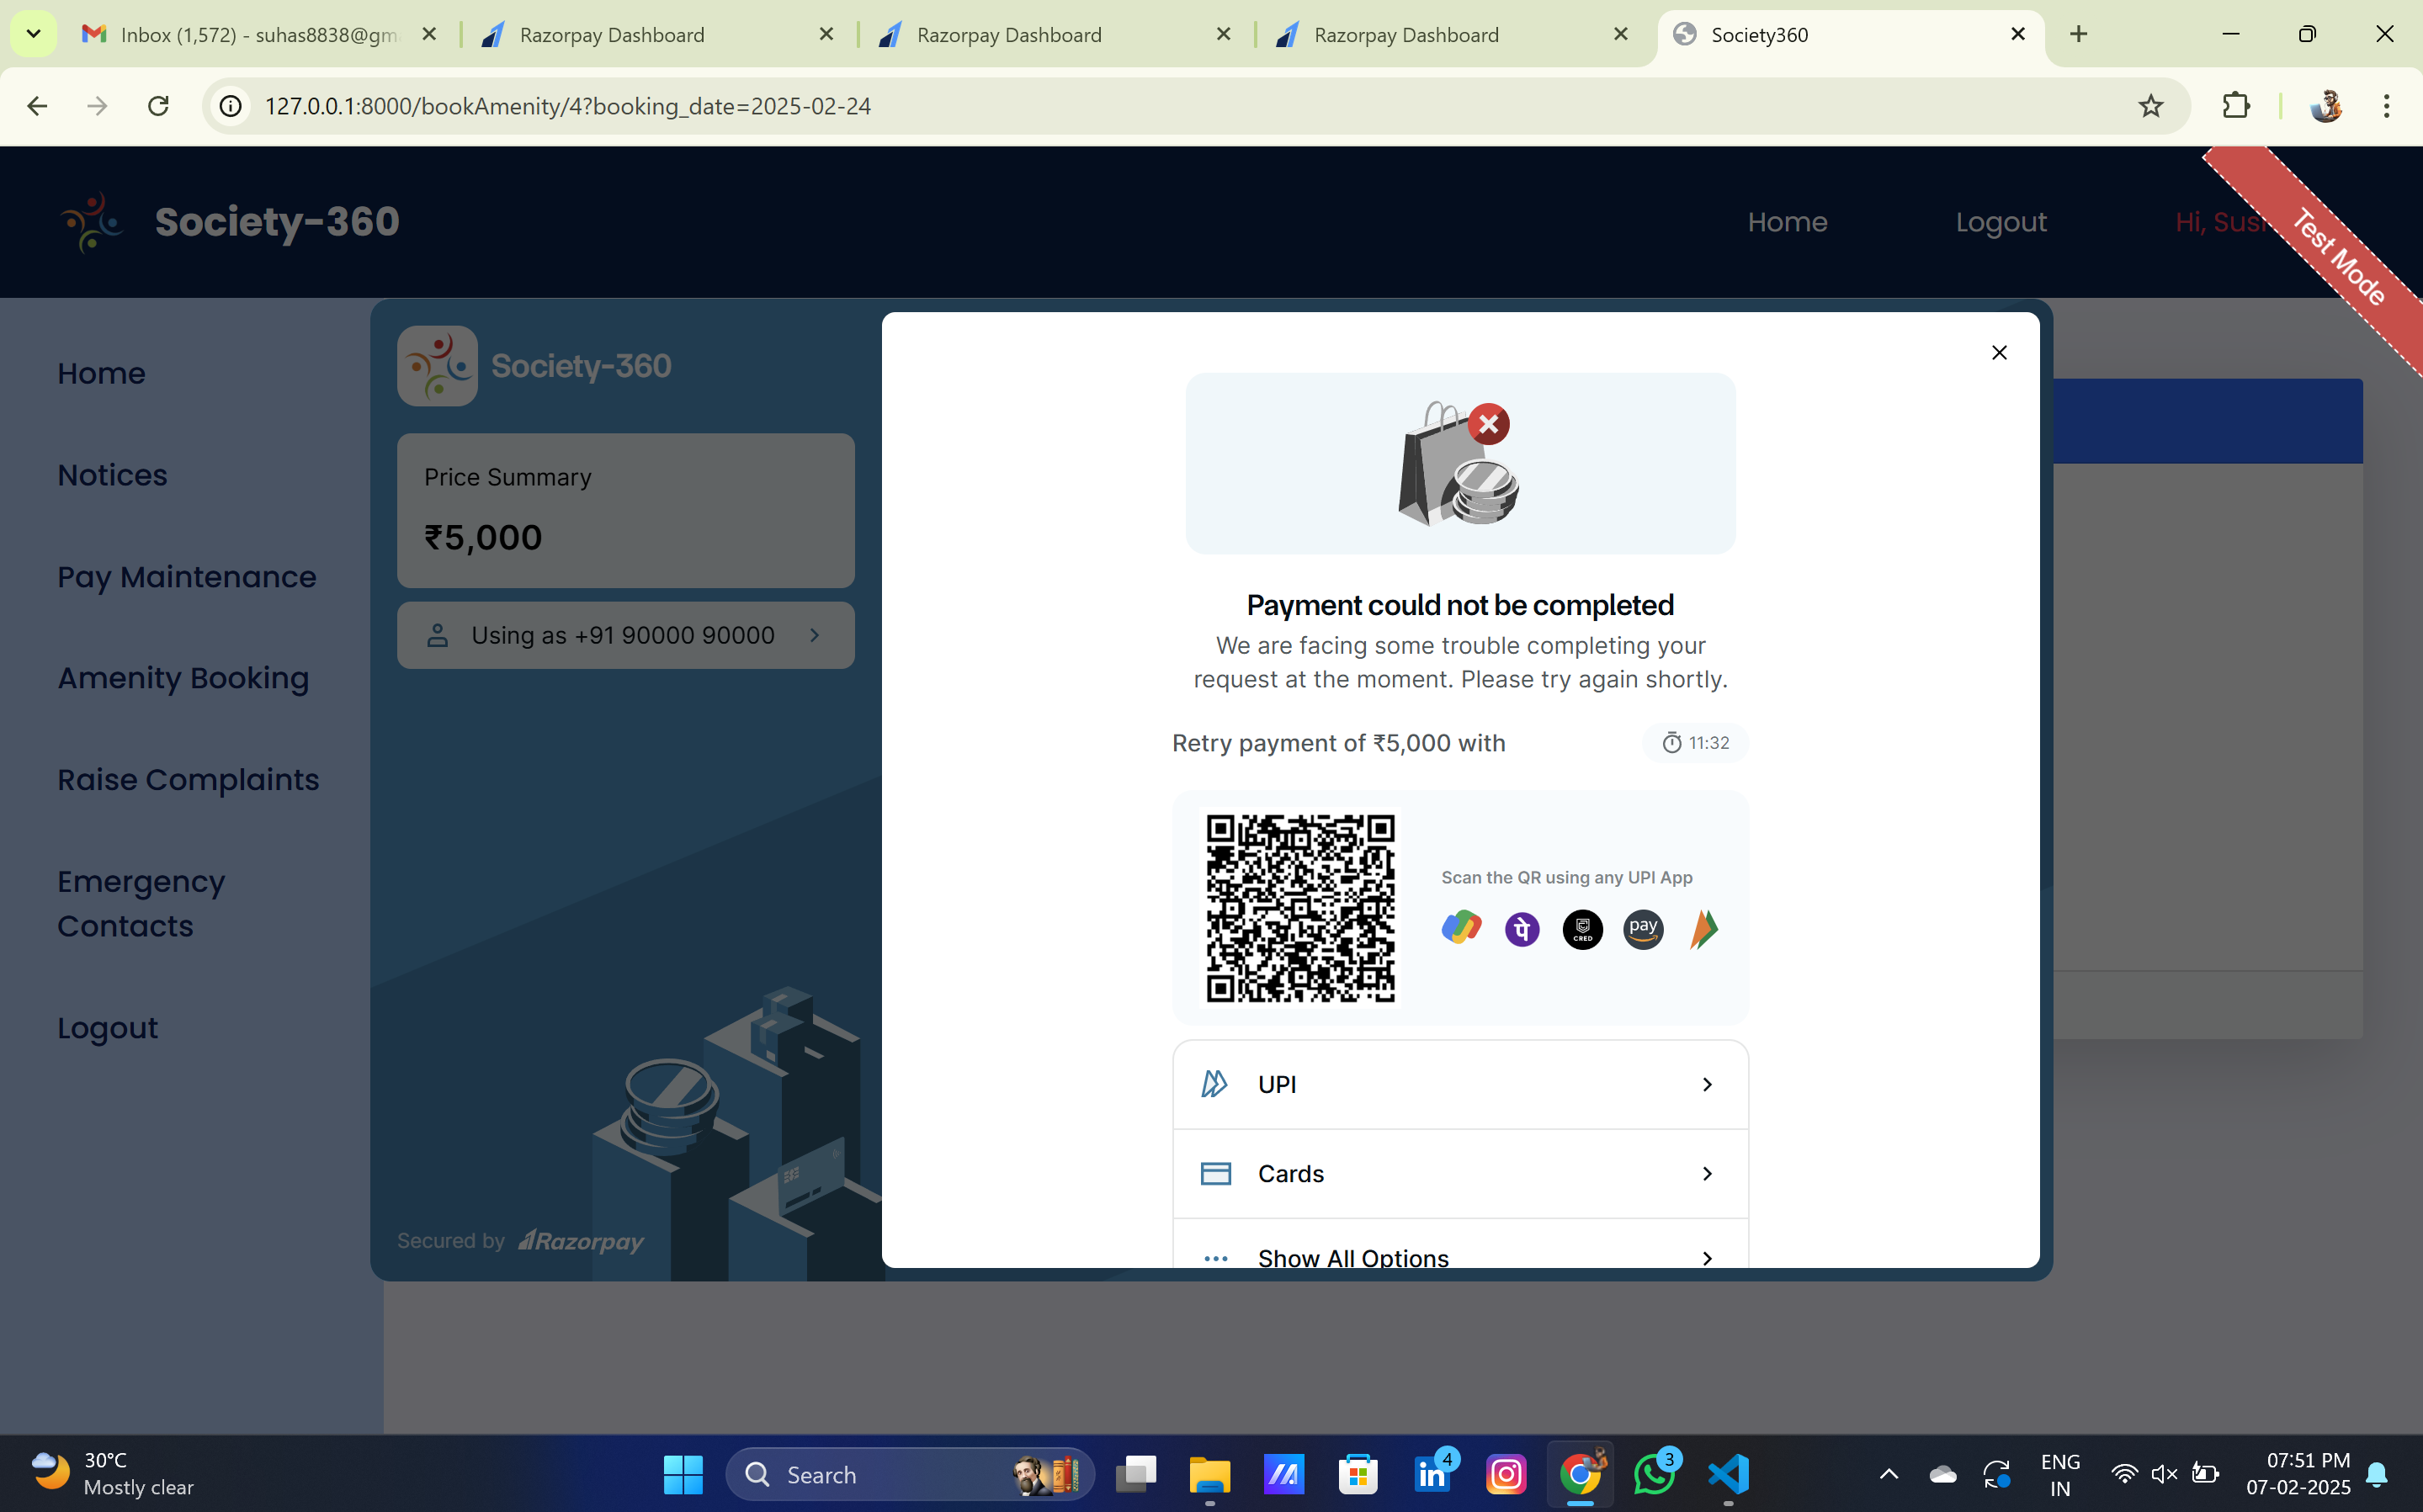 Inbox (1,572) - suhas8838@gm
Razorpay Dashboard
Razorpay Dashboard
Razorpay Dashboard
Society360
127.0.0.1:8000/bookAmenity/4?booking_date=2025-02-24
Society-360
Home
Logout
Hi, Sus
Test Mode
Home
Notices
Pay Maintenance
Amenity Booking
Raise Complaints
Emergency
Contacts
Logout
Society-360
Price Summary
₹5,000
Using as +91 90000 90000
Secured by Razorpay
Payment could not be completed
We are facing some trouble completing your
request at the moment. Please try again shortly.
Retry payment of ₹5,000 with
11:32
Scan the QR using any UPI App
पे
CRED
pay
UPI
Cards
Show All Options
30°C
Mostly clear
Search
in
4
3
ENG
IN
07:51 PM
07-02-2025